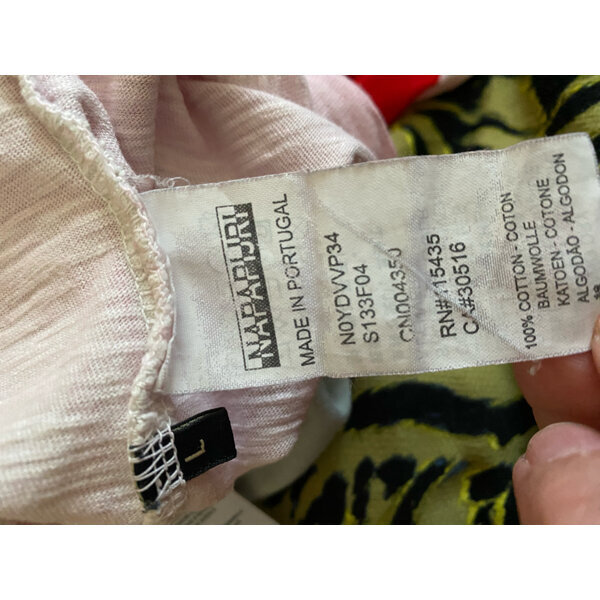 NAPAPIJRI
MADE IN PORTUGAL
N0YDVVP34
S133F04
CN004350
RN#115435
CA#30516
100% COTTON - COTON
BAUMWOLLE
KATOEN - COTONE
ALGODÃO - ALGODON
L